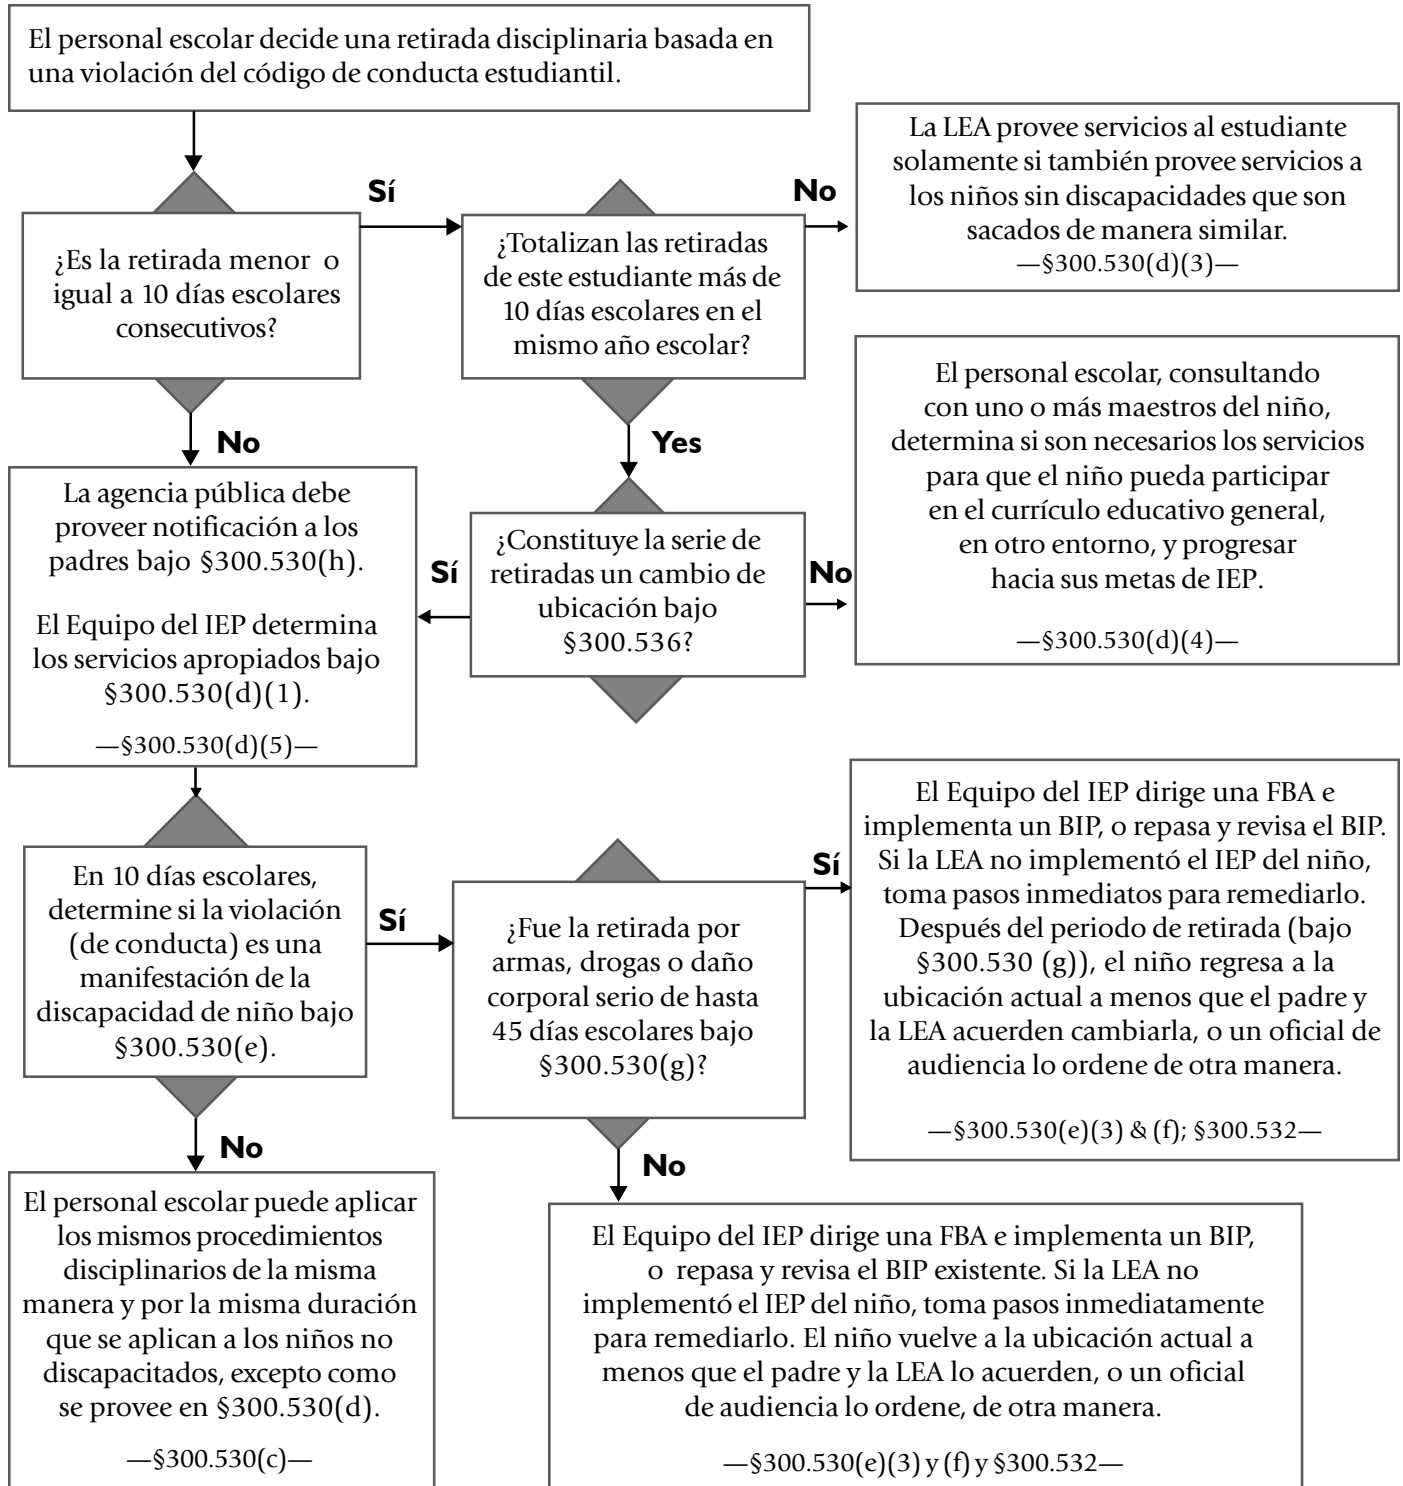 El personal escolar decide una retirada disciplinaria basada en
una violación del código de conducta estudiantil.
La LEA provee servicios al estudiante
solamente si también provee servicios a
los niños sin discapacidades que son
sacados de manera similar.
—§300.530(d)(3)—
Sí
No
¿Es la retirada menor o
igual a 10 días escolares
consecutivos?
¿Totalizan las retiradas
de este estudiante más de
10 días escolares en el
mismo año escolar?
El personal escolar, consultando
con uno o más maestros del niño,
determina si son necesarios los servicios
para que el niño pueda participar
en el currículo educativo general,
en otro entorno, y progresar
hacia sus metas de IEP.
—§300.530(d)(4)—
No
Yes
La agencia pública debe
proveer notificación a los
padres bajo §300.530(h).
El Equipo del IEP determina
los servicios apropiados bajo
§300.530(d)(1).
—§300.530(d)(5)—
Sí
¿Constituye la serie de
retiradas un cambio de
ubicación bajo
§300.536?
No
En 10 días escolares,
determine si la violación
(de conducta) es una
manifestación de la
discapacidad de niño bajo
§300.530(e).
Sí
¿Fue la retirada por
armas, drogas o daño
corporal serio de hasta
45 días escolares bajo
§300.530(g)?
Sí
El Equipo del IEP dirige una FBA e
implementa un BIP, o repasa y revisa el BIP.
Si la LEA no implementó el IEP del niño,
toma pasos inmediatos para remediarlo.
Después del periodo de retirada (bajo
§300.530 (g)), el niño regresa a la
ubicación actual a menos que el padre y
la LEA acuerden cambiarla, o un oficial de
audiencia lo ordene de otra manera.
—§300.530(e)(3) & (f); §300.532—
No
No
El personal escolar puede aplicar
los mismos procedimientos
disciplinarios de la misma
manera y por la misma duración
que se aplican a los niños no
discapacitados, excepto como
se provee en §300.530(d).
—§300.530(c)—
El Equipo del IEP dirige una FBA e implementa un BIP,
o repasa y revisa el BIP existente. Si la LEA no
implementó el IEP del niño, toma pasos inmediatamente
para remediarlo. El niño vuelve a la ubicación actual a
menos que el padre y la LEA lo acuerden, o un oficial
de audiencia lo ordene, de otra manera.
—§300.530(e)(3) y (f) y §300.532—